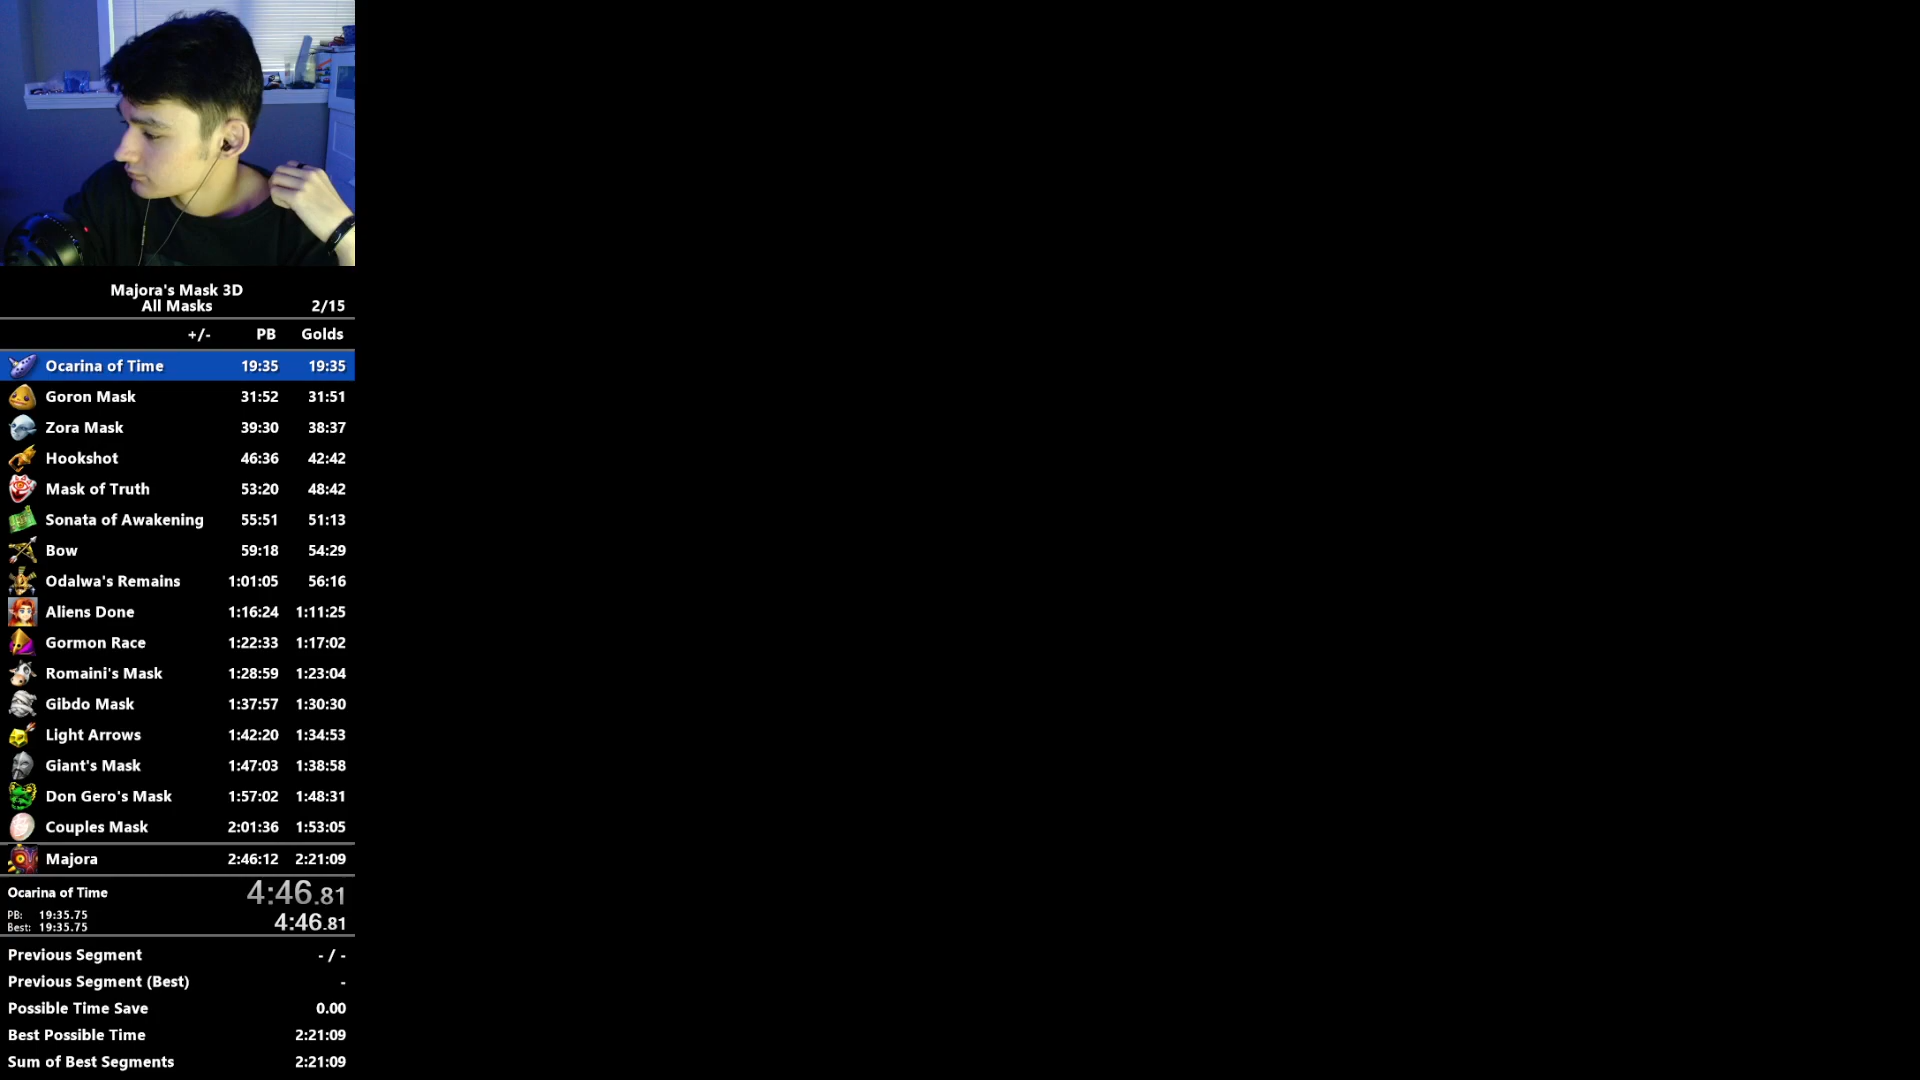 Majora's Mask 3D
All Masks 2/15
+/- PB Golds
Ocarina of Time 19:35 19:35
Goron Mask 31:52 31:51
Zora Mask 39:30 38:37
Hookshot 46:36 42:42
Mask of Truth 53:20 48:42
Sonata of Awakening 55:51 51:13
Bow 59:18 54:29
Odalwa's Remains 1:01:05 56:16
Aliens Done 1:16:24 1:11:25
Gormon Race 1:22:33 1:17:02
Romaini's Mask 1:28:59 1:23:04
Gibdo Mask 1:37:57 1:30:30
Light Arrows 1:42:20 1:34:53
Giant's Mask 1:47:03 1:38:58
Don Gero's Mask 1:57:02 1:48:31
Couples Mask 2:01:36 1:53:05
Majora 2:46:12 2:21:09
Ocarina of Time 4:46.81
PB: 19:35.75
Best: 19:35.75 4:46.81
Previous Segment - / -
Previous Segment (Best) -
Possible Time Save 0.00
Best Possible Time 2:21:09
Sum of Best Segments 2:21:09